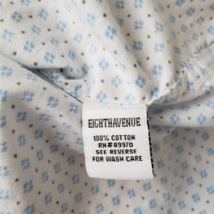 EIGHTHAVENUE
100% COTTON
RN#89970
SEE REVERSE
FOR WASH CARE